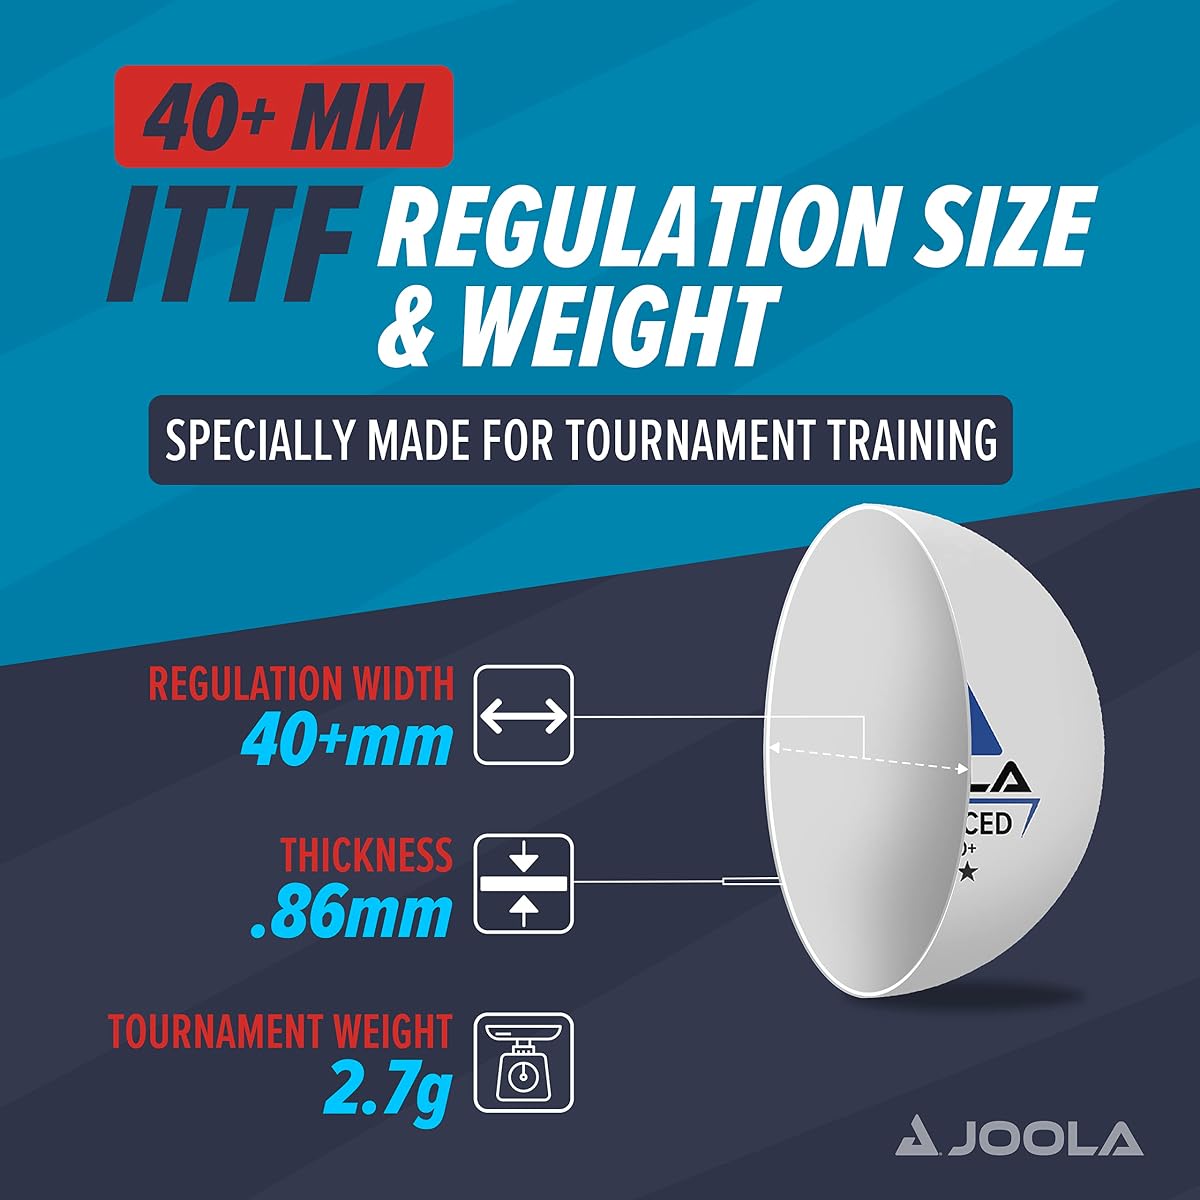 40+ MM
ITTF REGULATION SIZE
& WEIGHT
SPECIALLY MADE FOR TOURNAMENT TRAINING
REGULATION WIDTH
40+mm
THICKNESS
.86mm
TOURNAMENT WEIGHT
2.7g
JOOLA